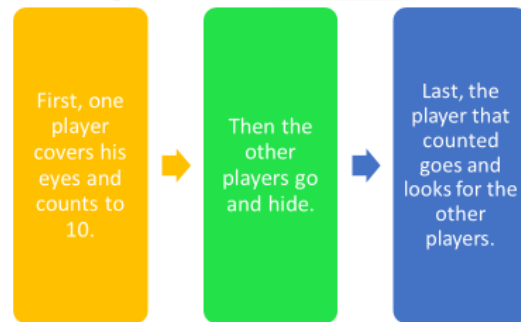 First, one
player
covers his
eyes and
counts to
10.
Then the
other
players go
and hide.
Last, the
player that
counted
goes and
looks for the
other
players.